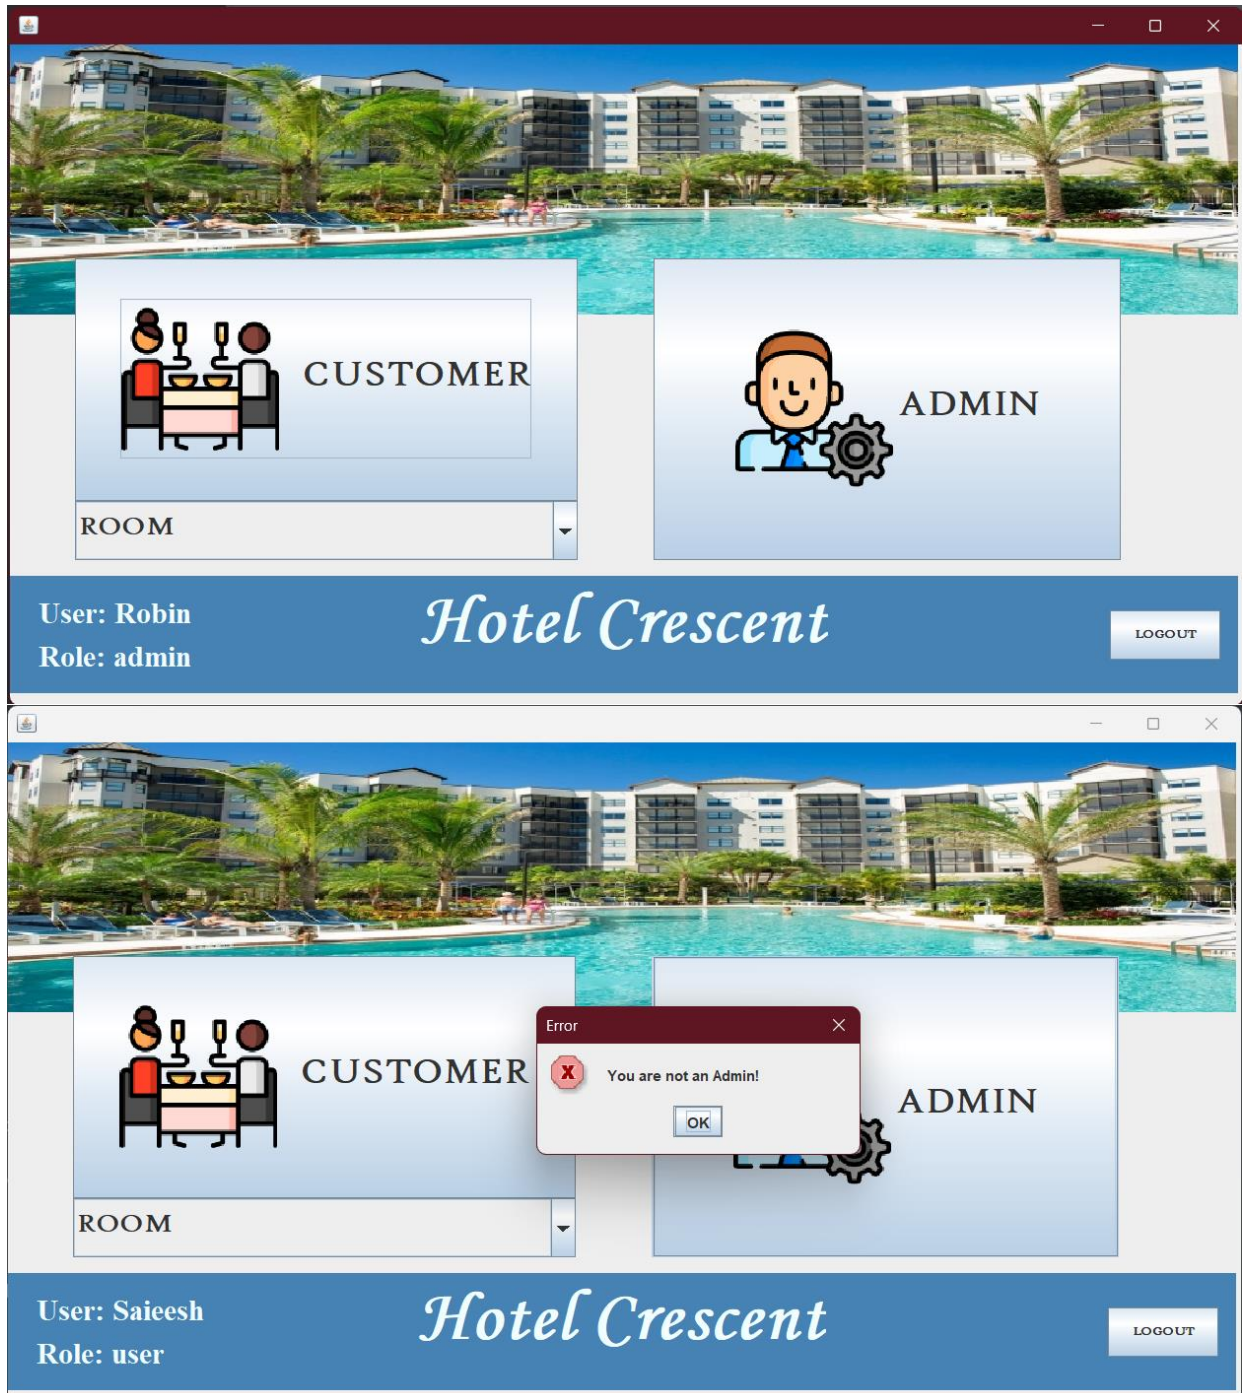 CUSTOMER
ADMIN
ROOM
User: Robin
Role: admin
Hotel Crescent
LOGOUT
Error
X
You are not an Admin!
OK
CUSTOMER
ADMIN
ROOM
User: Saieesh
Role: user
Hotel Crescent
LOGOUT